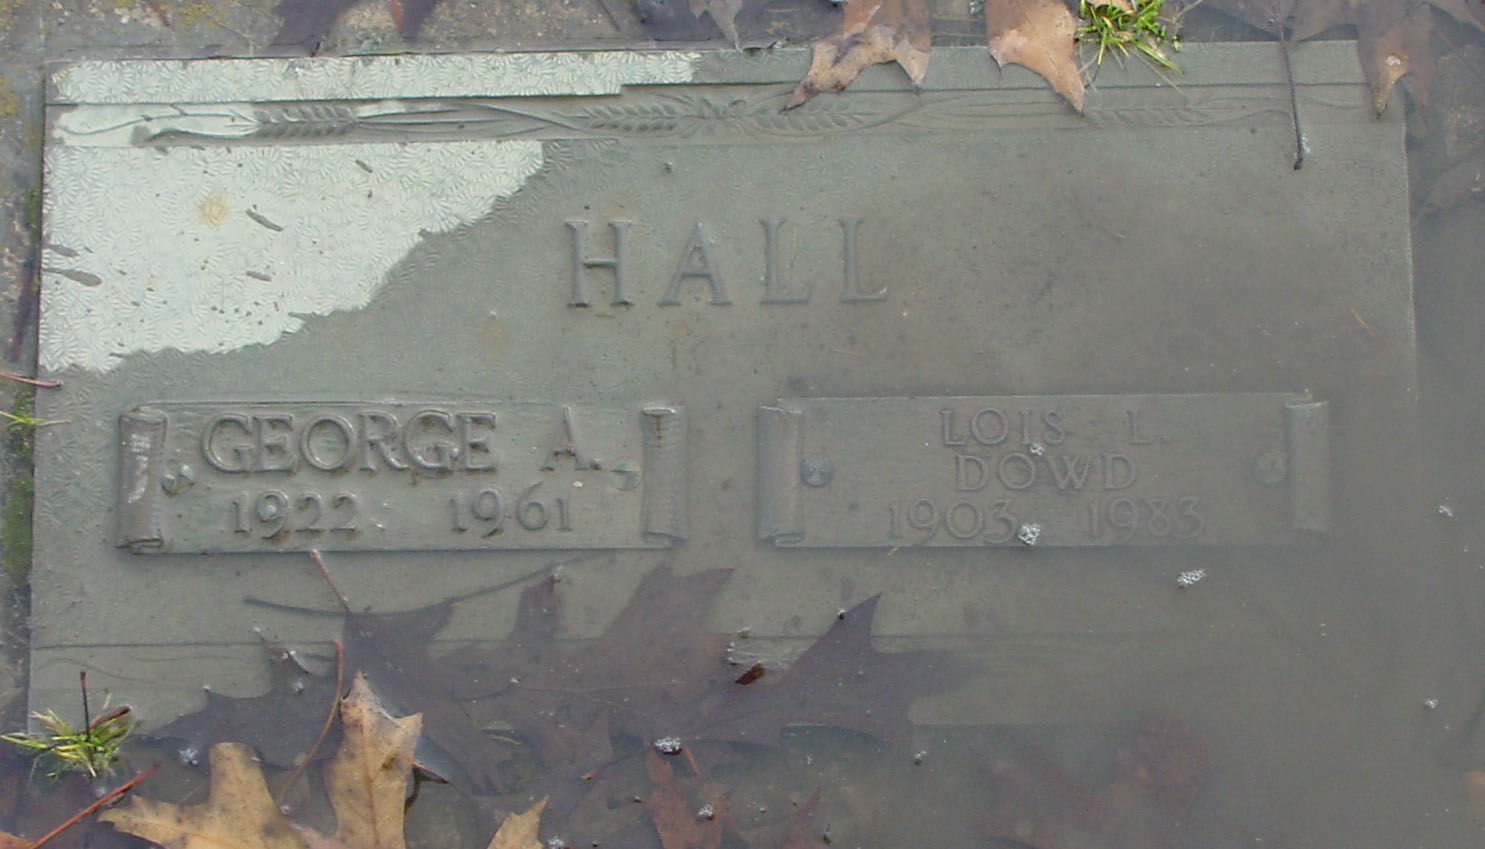 HALL
GEORGE A.
1922 1961
LOIS L.
DOWD
1903 1983